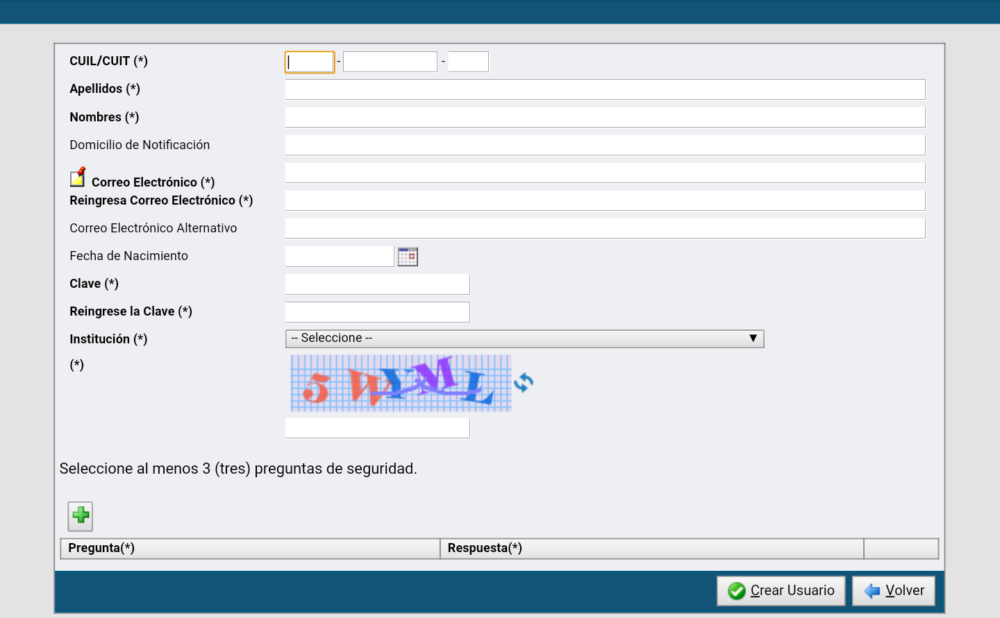 CUIL/CUIT (*) - -
Apellidos (*)
Nombres (*)
Domicilio de Notificación
Correo Electrónico (*)
Reingresa Correo Electrónico (*)
Correo Electrónico Alternativo
Fecha de Nacimiento
Clave (*)
Reingrese la Clave (*)
Institución (*) -- Seleccione --
(*) 5WYML
Seleccione al menos 3 (tres) preguntas de seguridad.
Pregunta(*) Respuesta(*)
Crear Usuario Volver